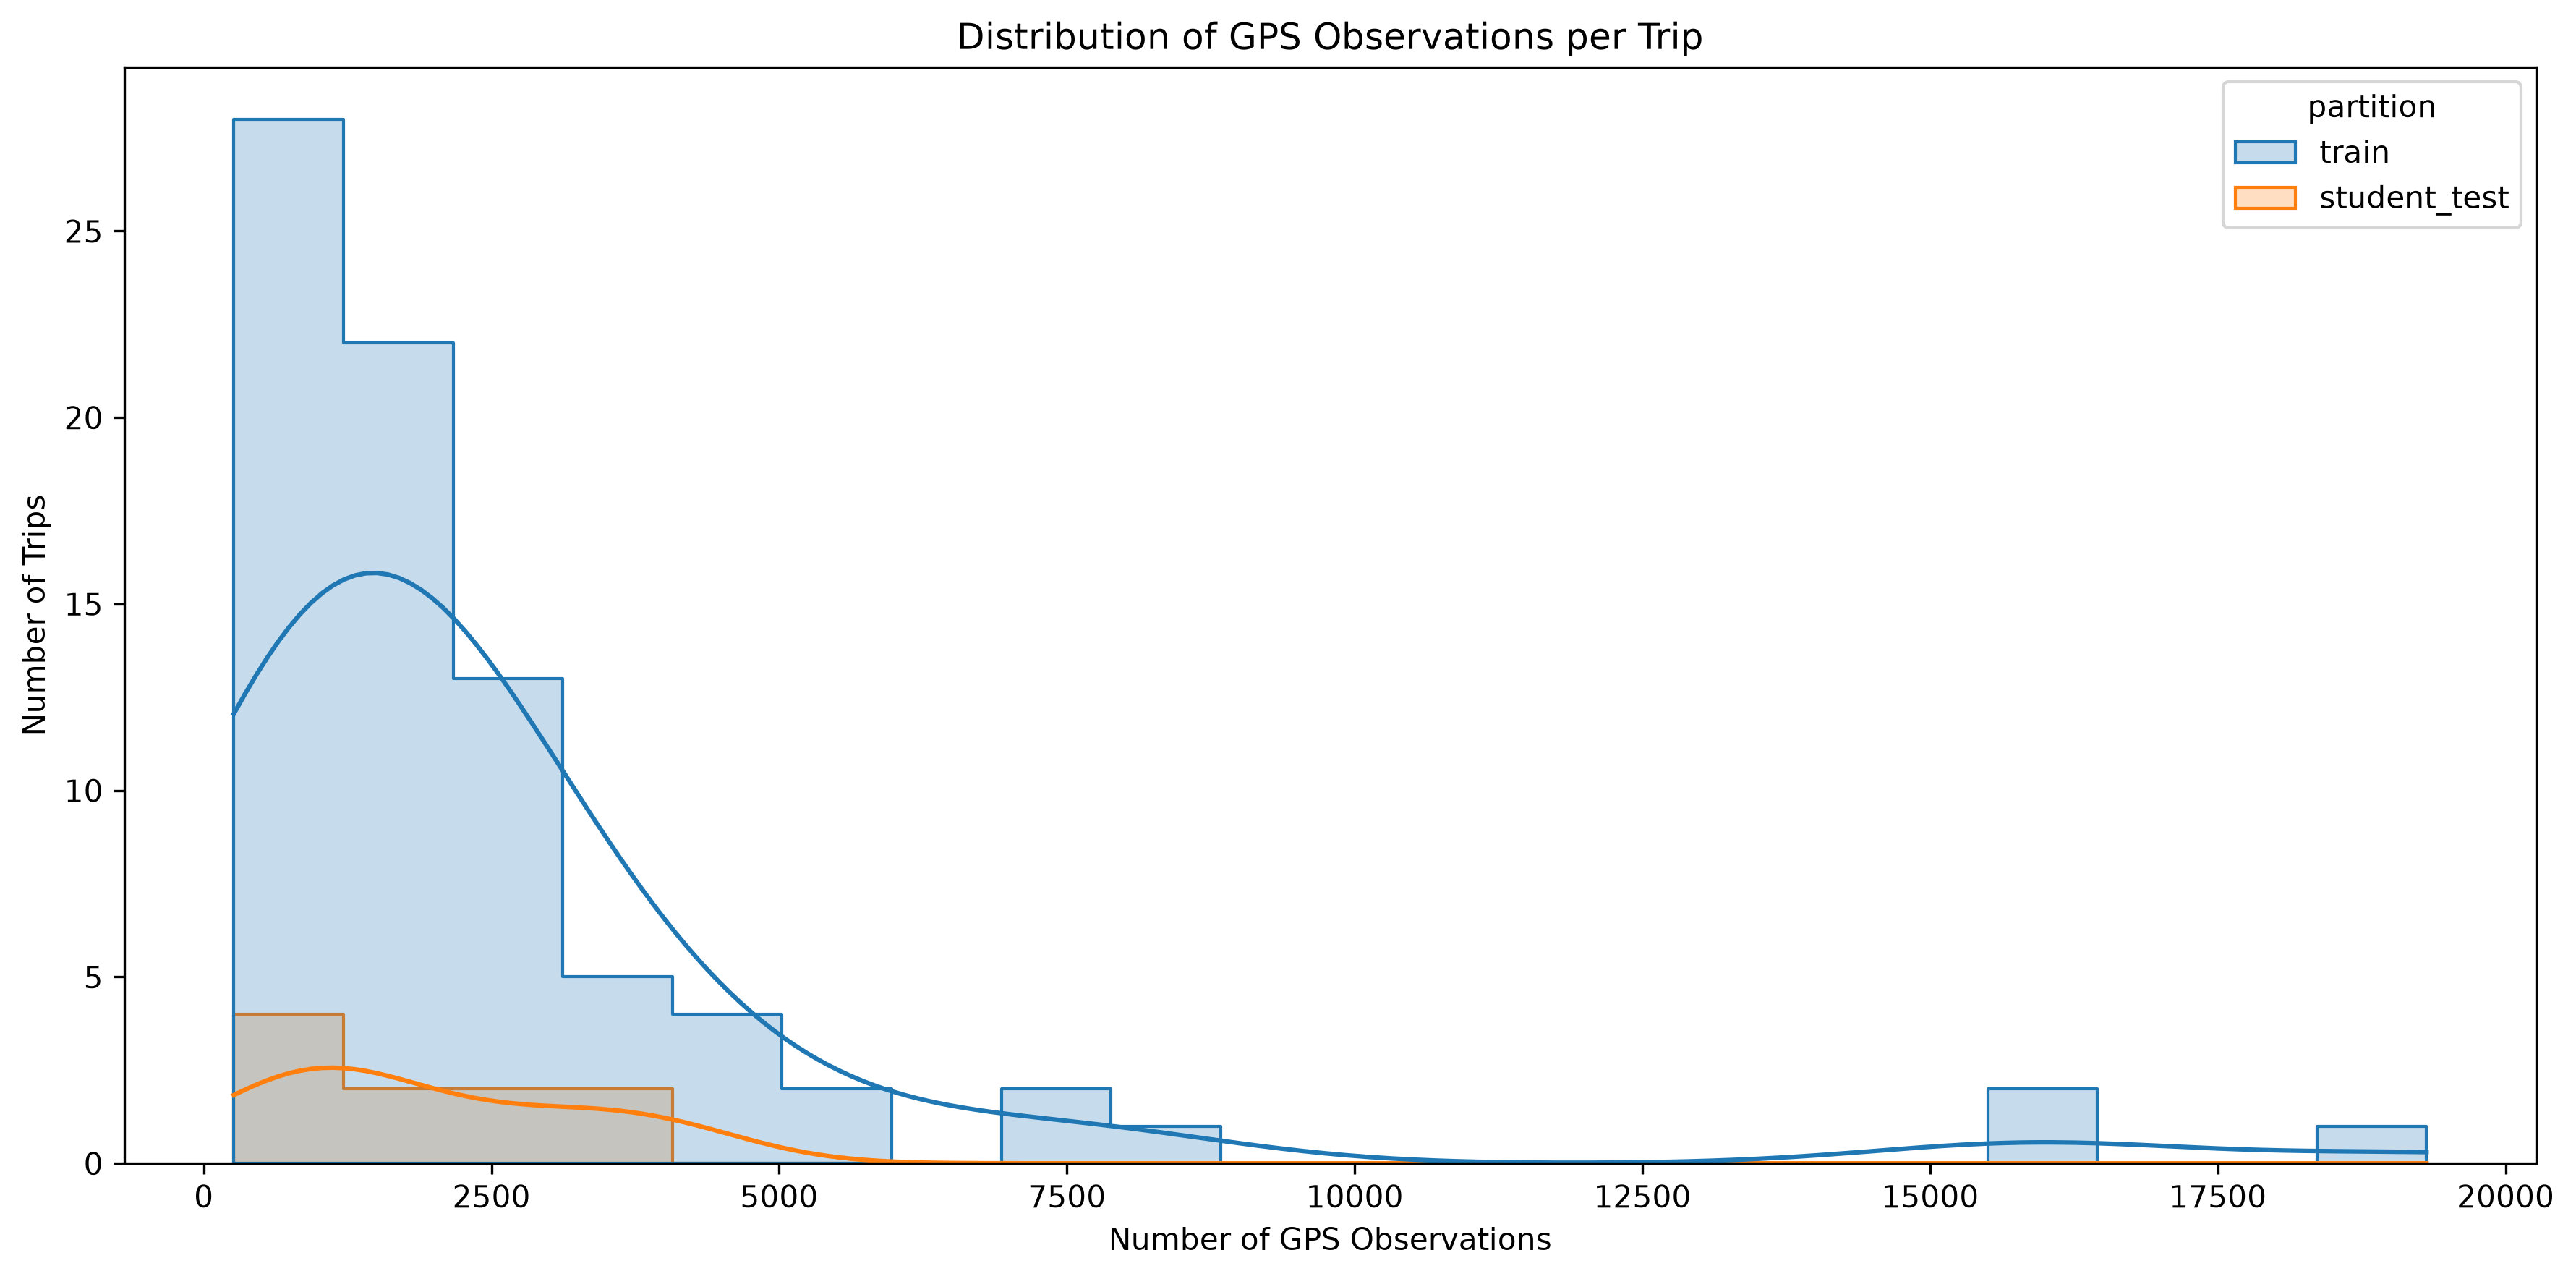 Distribution of GPS Observations per Trip
partition
train
student_test
Number of Trips
25
20
15
10
5
0
0 2500 5000 7500 10000 12500 15000 17500 20000
Number of GPS Observations